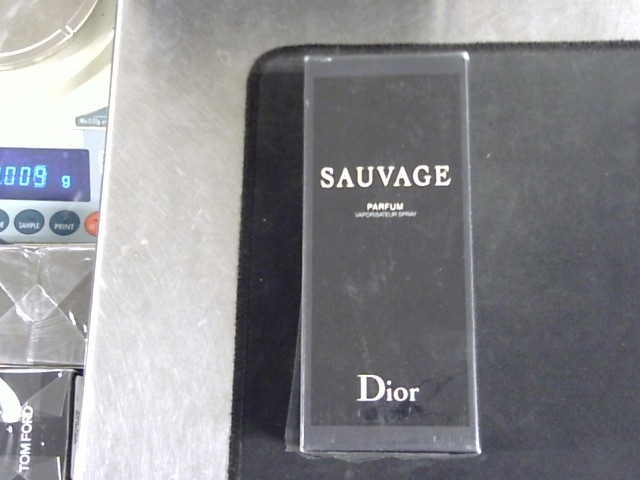 .009 g
SAMPLE
PRINT
SAUVAGE
PARFUM
VAPORISATEUR SPRAY
Dior
TOM FORD